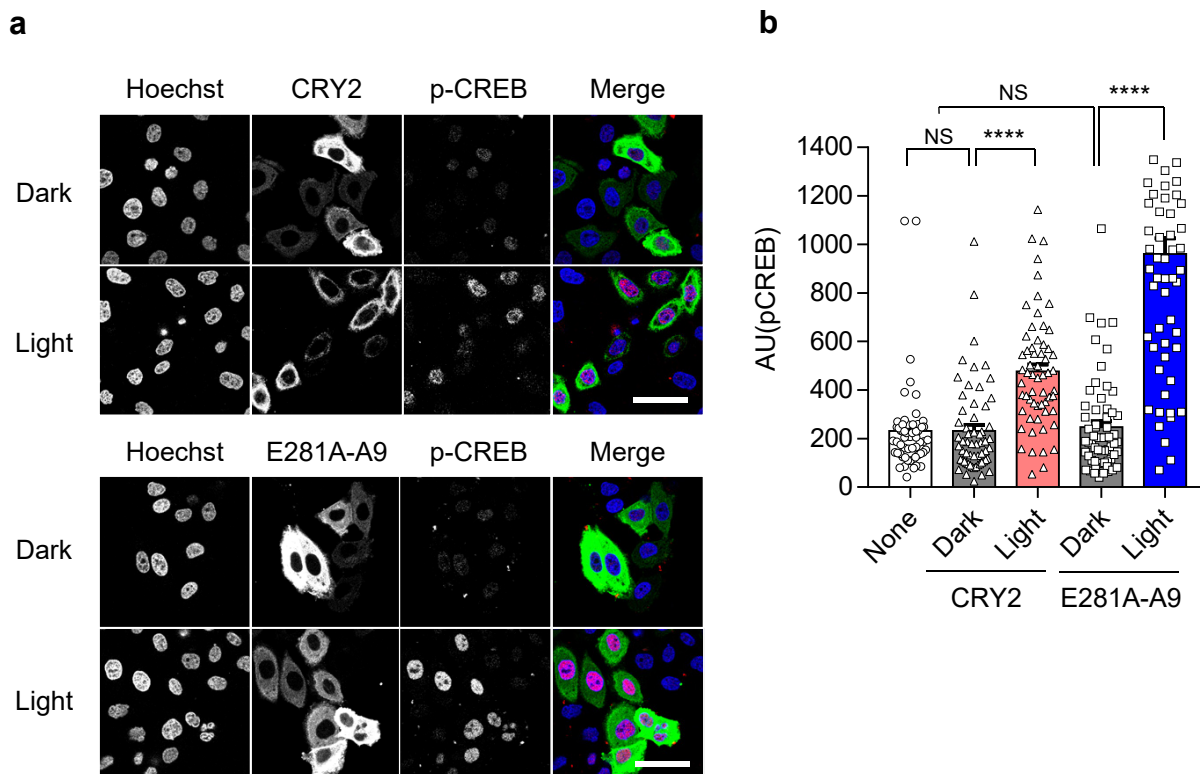 a
Hoechst CRY2 p-CREB Merge
Dark
Light
Hoechst E281A-A9 p-CREB Merge
Dark
Light
b
NS ****
NS ****
AU(pCREB)
1400
1200
1000
800
600
400
200
0
None Dark Light Dark Light
CRY2 E281A-A9